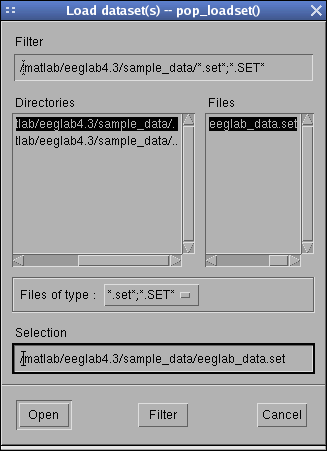 Load dataset(s) -- pop_loadset()
Filter
/matlab/eeglab4.3/sample_data/*.set*;*.SET*
Directories
Files
tlab/eeglab4.3/sample_data/.
eeglab_data.set
tlab/eeglab4.3/sample_data/..
Files of type :
*.set*;*.SET*
Selection
/matlab/eeglab4.3/sample_data/eeglab_data.set
Open
Filter
Cancel